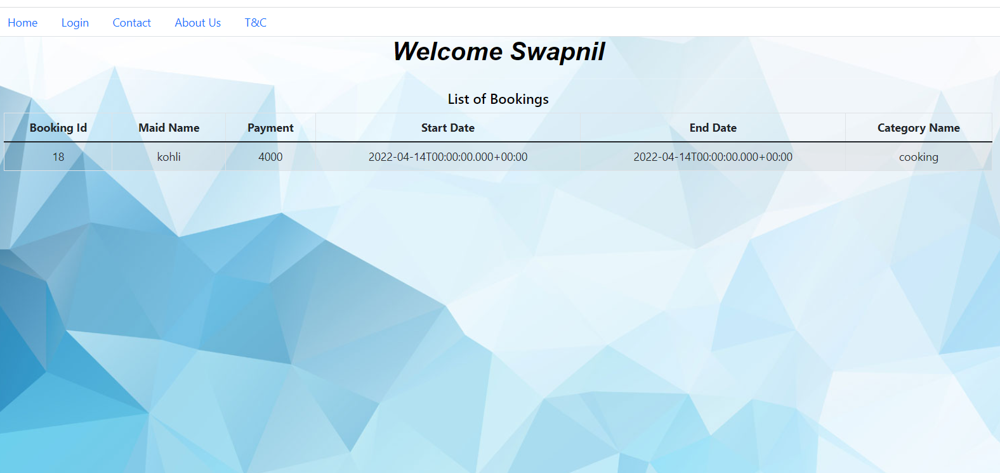 Home Login Contact About Us T&C
Welcome Swapnil
List of Bookings
Booking Id Maid Name Payment Start Date End Date Category Name
18 kohli 4000 2022-04-14T00:00:00.000+00:00 2022-04-14T00:00:00.000+00:00 cooking